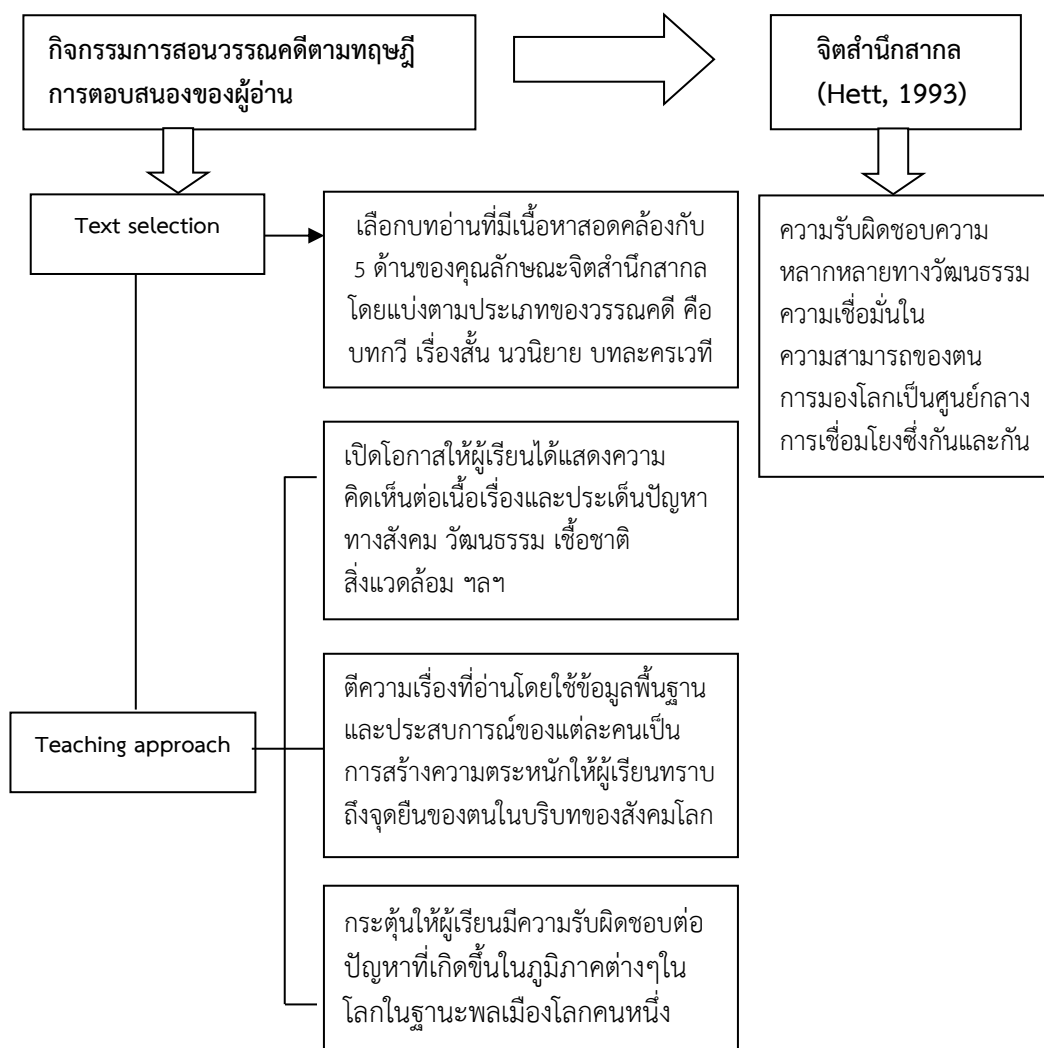 กิจกรรมการสอนวรรณคดีตามทฤษฎี
การตอบสนองของผู้อ่าน
จิตสำนึกสากล
(Hett, 1993)
Text selection
เลือกบทอ่านที่มีเนื้อหาสอดคล้องกับ
5 ด้านของคุณลักษณะจิตสำนึกสากล
โดยแบ่งตามประเภทของวรรณคดี คือ
บทกวี เรื่องสั้น นวนิยาย บทละครเวที
ความรับผิดชอบความ
หลากหลายทางวัฒนธรรม
ความเชื่อมั่นใน
ความสามารถของตน
การมองโลกเป็นศูนย์กลาง
การเชื่อมโยงซึ่งกันและกัน
เปิดโอกาสให้ผู้เรียนได้แสดงความ
คิดเห็นต่อเนื้อเรื่องและประเด็นปัญหา
ทางสังคม วัฒนธรรม เชื้อชาติ
สิ่งแวดล้อม ฯลฯ
Teaching approach
ตีความเรื่องที่อ่านโดยใช้ข้อมูลพื้นฐาน
และประสบการณ์ของแต่ละคนเป็น
การสร้างความตระหนักให้ผู้เรียนทราบ
ถึงจุดยืนของตนในบริบทของสังคมโลก
กระตุ้นให้ผู้เรียนมีความรับผิดชอบต่อ
ปัญหาที่เกิดขึ้นในภูมิภาคต่างๆใน
โลกในฐานะพลเมืองโลกคนหนึ่ง